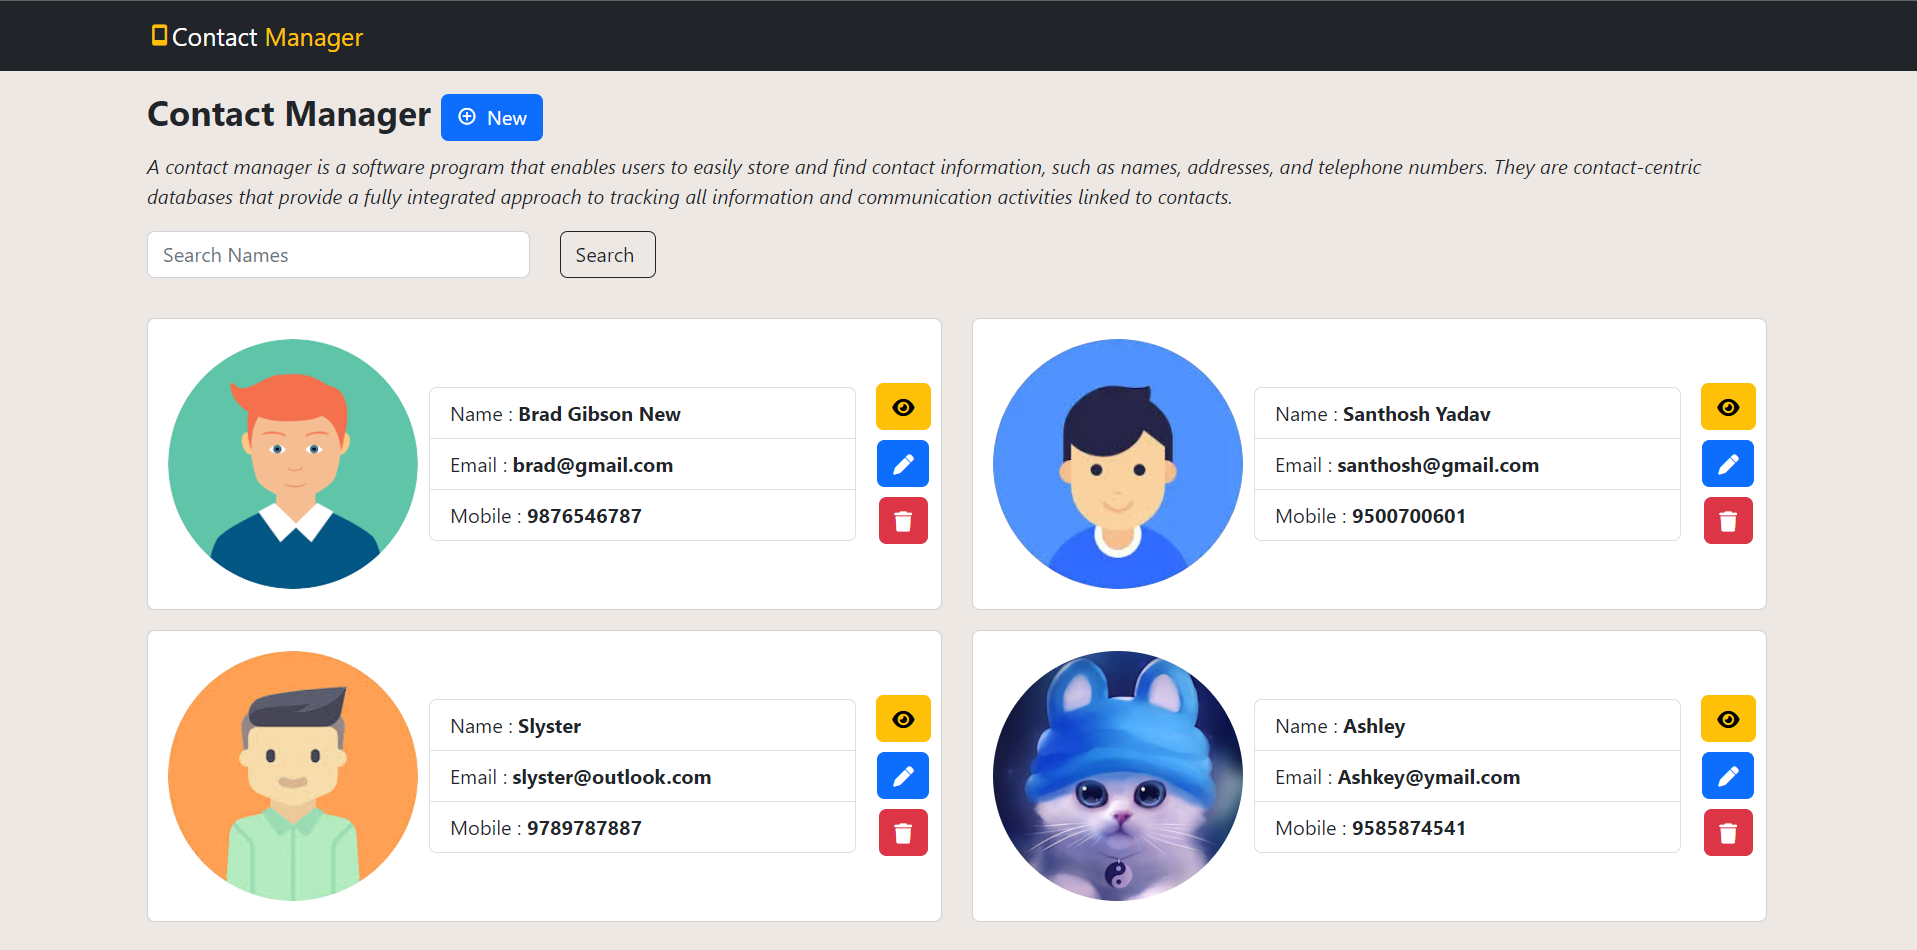 Contact Manager
Contact Manager
New
A contact manager is a software program that enables users to easily store and find contact information, such as names, addresses, and telephone numbers. They are contact-centric
databases that provide a fully integrated approach to tracking all information and communication activities linked to contacts.
Search Names
Search
Name : Brad Gibson New
Email : brad@gmail.com
Mobile : 9876546787
Name : Santhosh Yadav
Email : santhosh@gmail.com
Mobile : 9500700601
Name : Slyster
Email : slyster@outlook.com
Mobile : 9789787887
Name : Ashley
Email : Ashkey@ymail.com
Mobile : 9585874541